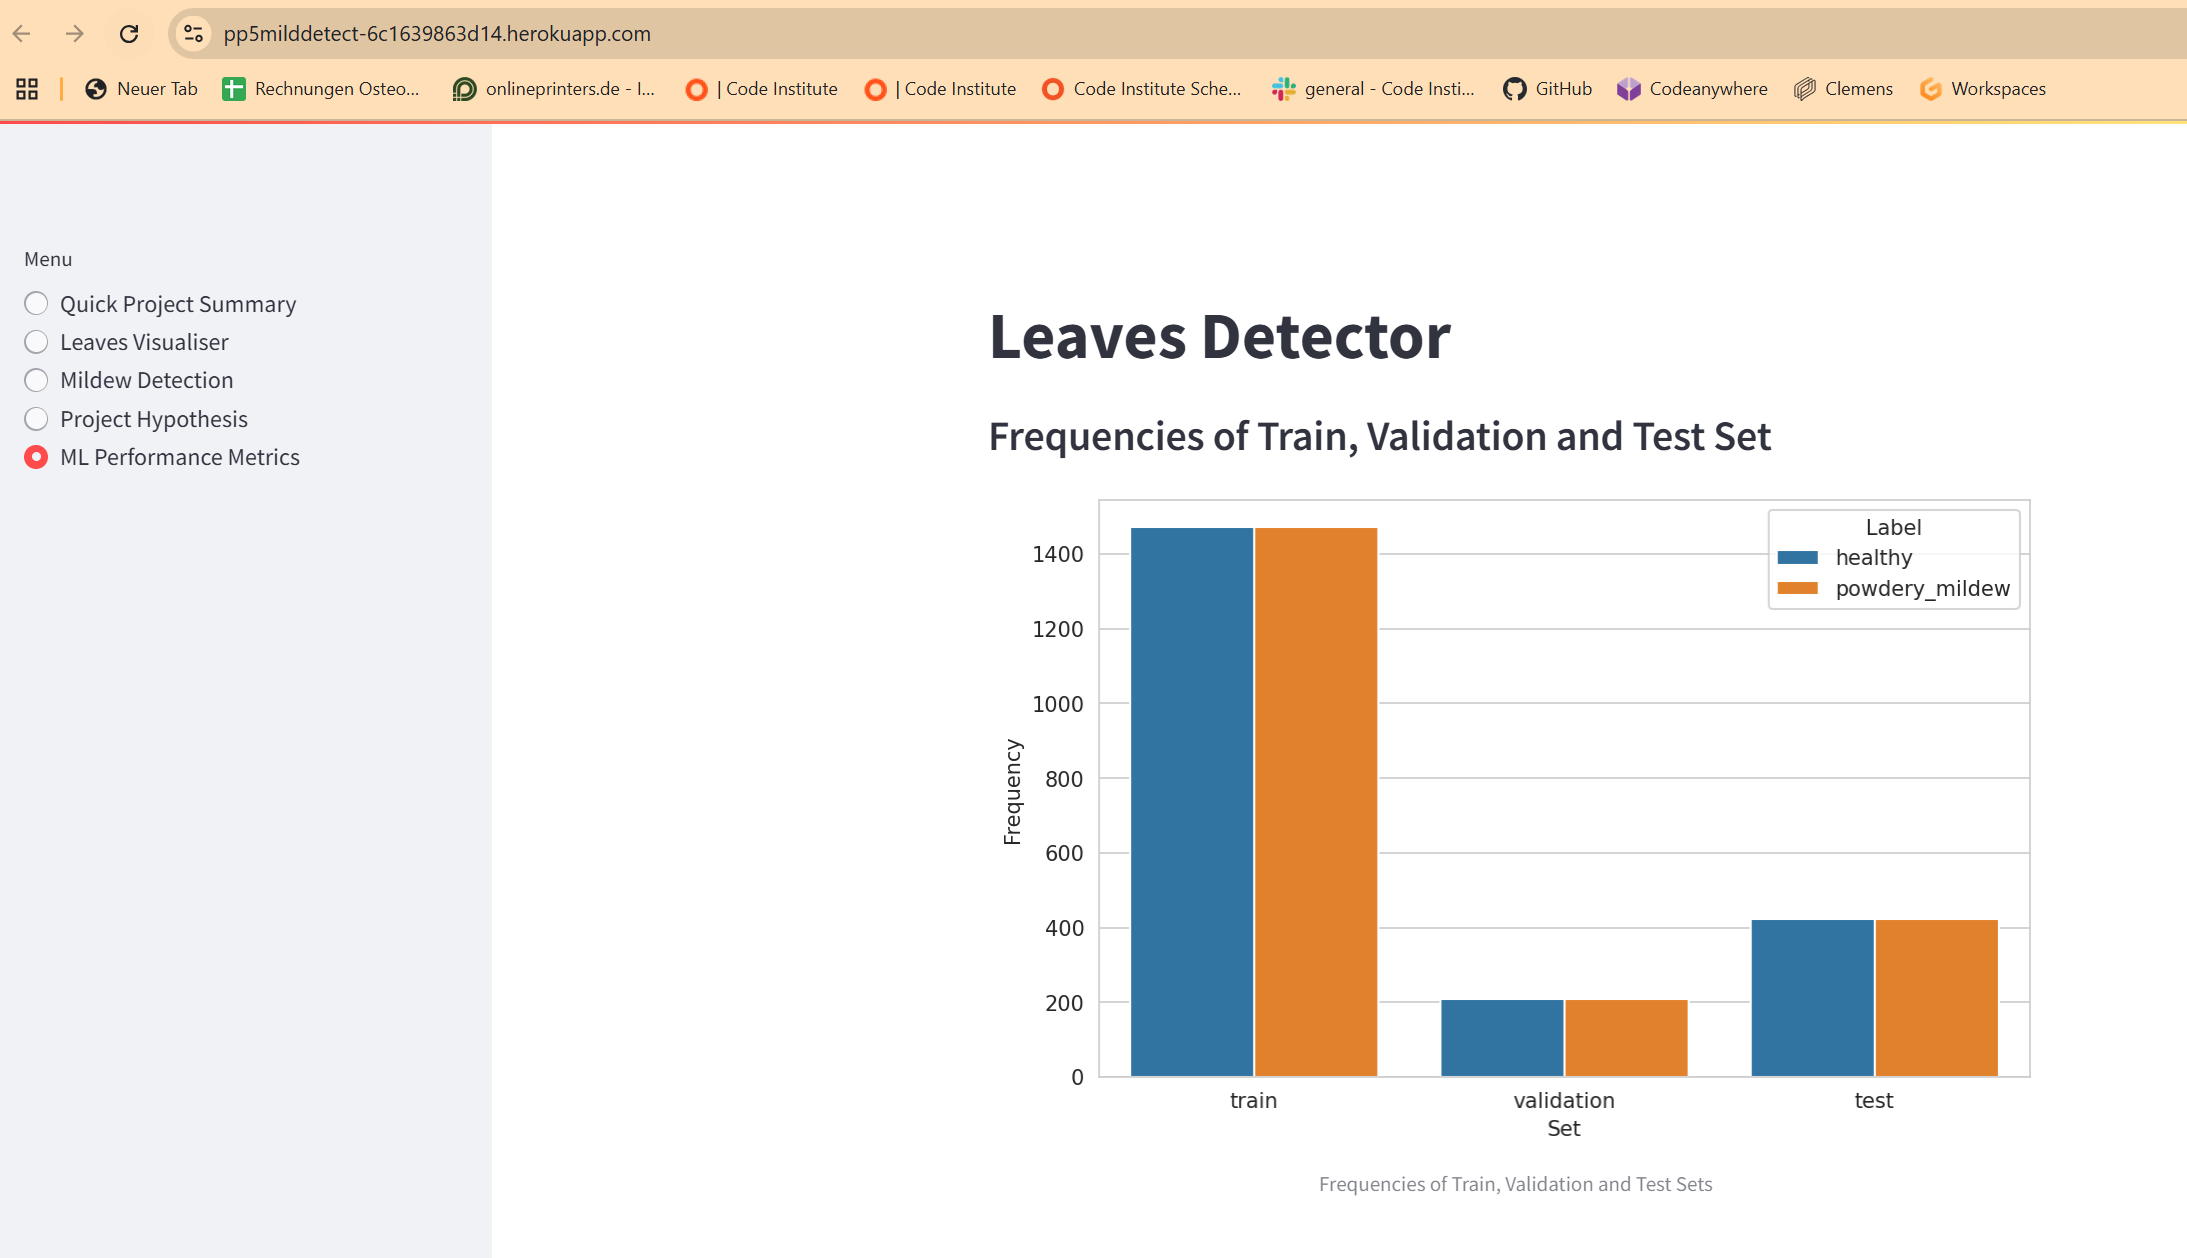 pp5milddetect-6c1639863d14.herokuapp.com
Neuer Tab
Rechnungen Osteo...
onlineprinters.de - I...
| Code Institute
| Code Institute
Code Institute Sche...
general - Code Insti...
GitHub
Codeanywhere
Clemens
Workspaces
Menu
Quick Project Summary
Leaves Visualiser
Mildew Detection
Project Hypothesis
ML Performance Metrics
Leaves Detector
Frequencies of Train, Validation and Test Set
Label
healthy
powdery_mildew
Frequency
1400
1200
1000
800
600
400
200
0
train
validation
test
Set
Frequencies of Train, Validation and Test Sets